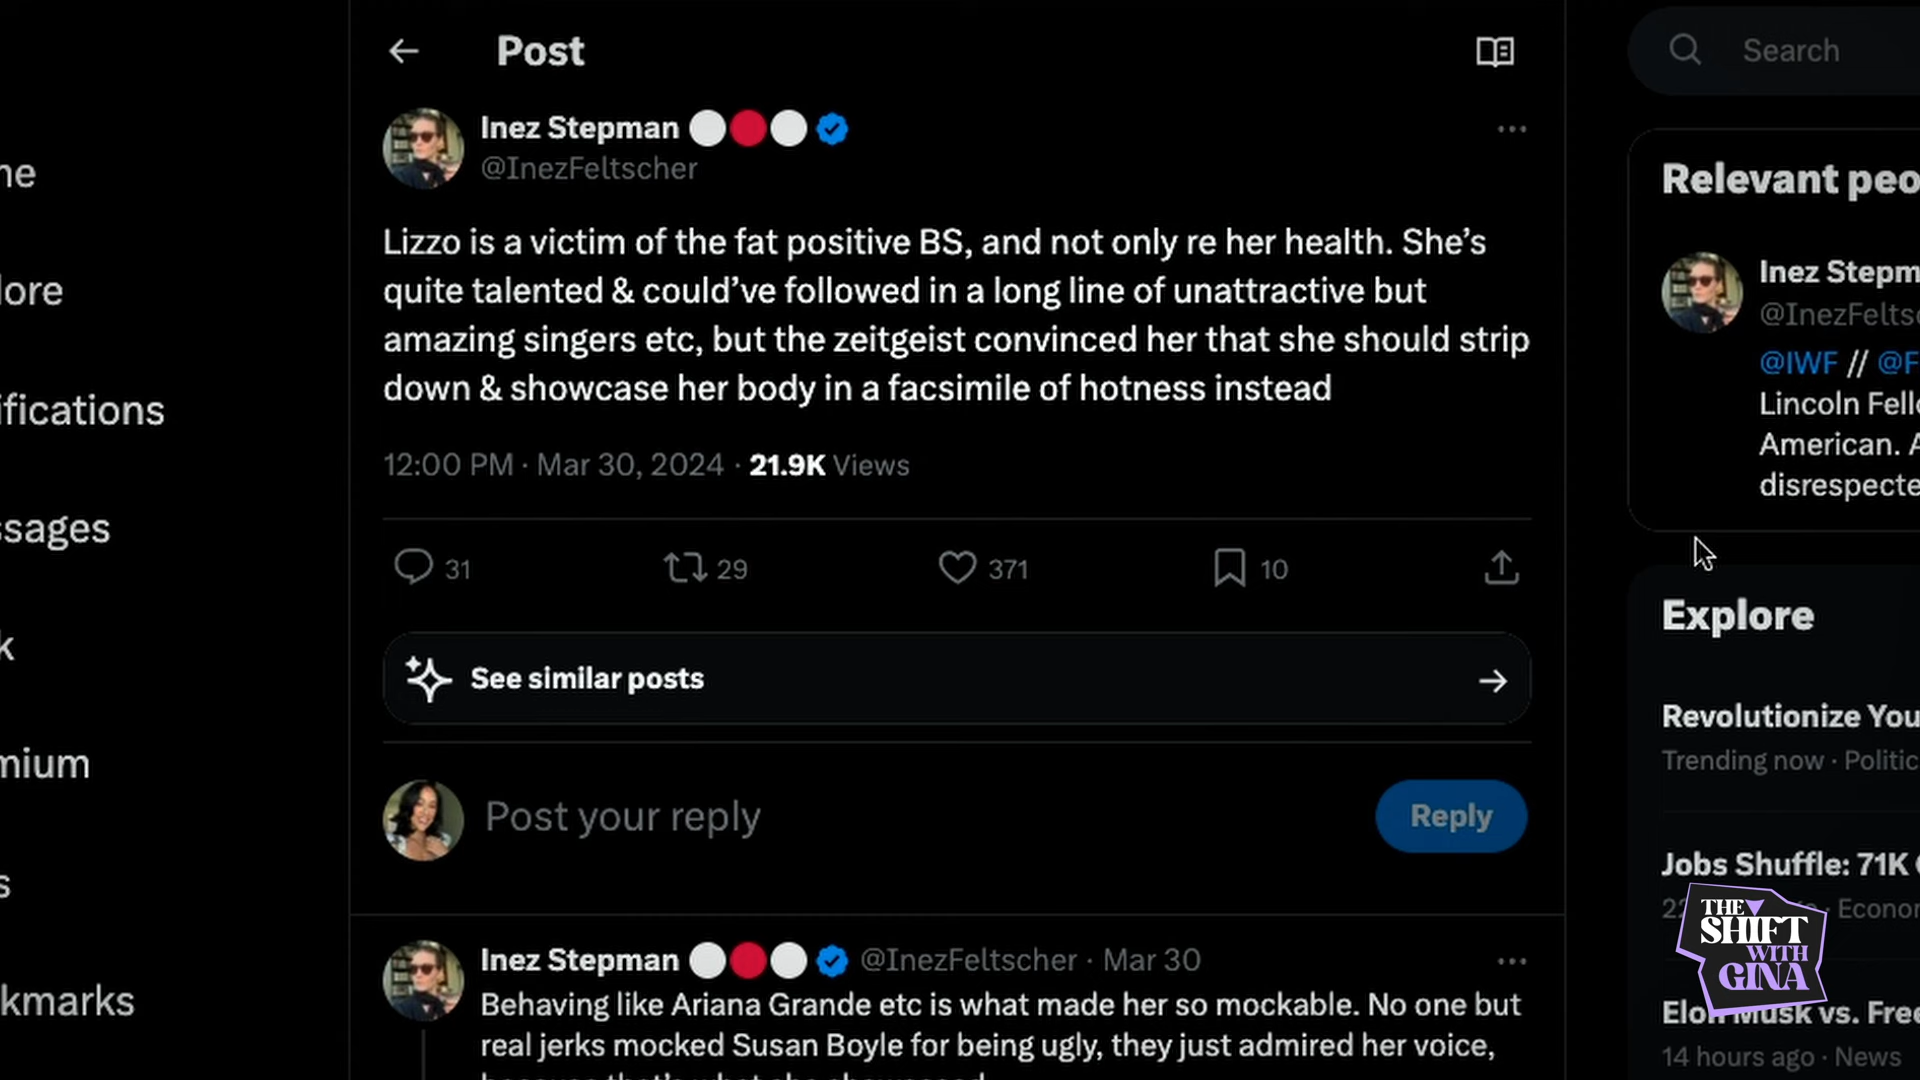 Post
Search
Inez Stepman
@InezFeltscher
Lizzo is a victim of the fat positive BS, and not only re her health. She's
quite talented & could've followed in a long line of unattractive but
amazing singers etc, but the zeitgeist convinced her that she should strip
down & showcase her body in a facsimile of hotness instead
12:00 PM · Mar 30, 2024 · 21.9K Views
31 29 371 10
See similar posts
Post your reply
Reply
Inez Stepman @InezFeltscher · Mar 30
Behaving like Ariana Grande etc is what made her so mockable. No one but
real jerks mocked Susan Boyle for being ugly, they just admired her voice,
Relevant peo
Inez Stepm
@InezFeltsc
@IWF // @F
Lincoln Fello
American. A
disrespecte
Explore
Revolutionize You
Trending now · Politic
Jobs Shuffle: 71K
Econor
Elon Musk vs. Free
14 hours ago · News
THE
SHIFT
WITH
GINA
ne
lore
ifications
ssages
k
mium
s
kmarks